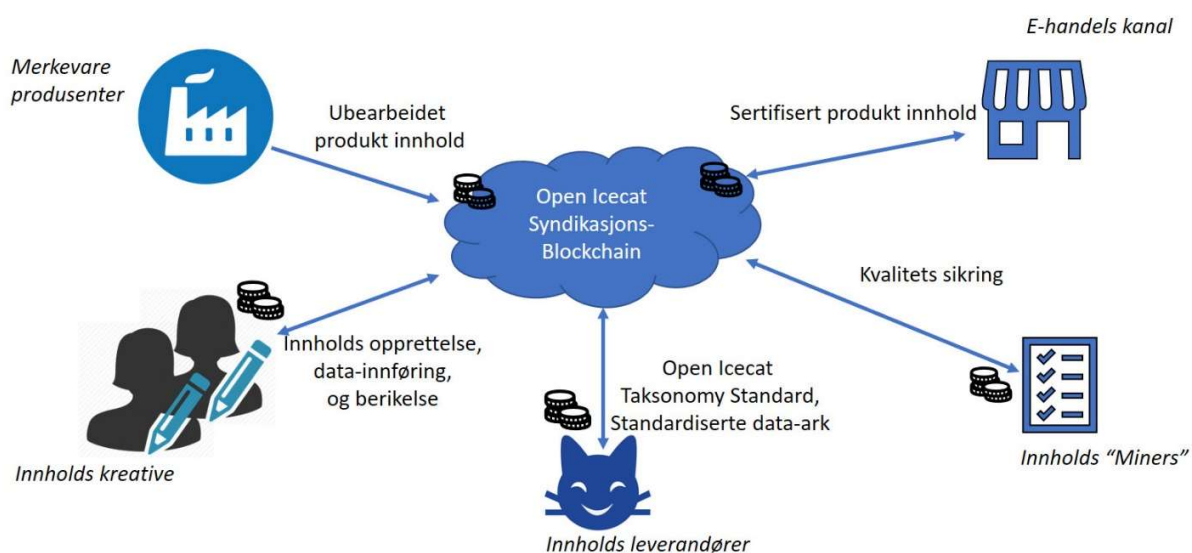 E-handels kanal
Merkevare
produsenter
Ubearbeidet
produkt innhold
Sertifisert produkt innhold
Open Icecat
Syndikasjons-
Blockchain
Kvalitets sikring
Innholds opprettelse,
data-innføring,
og berikelse
Open Icecat
Taksonomy Standard,
Standardiserte data-ark
Innholds kreative
Innholds “Miners”
Innholds leverandører